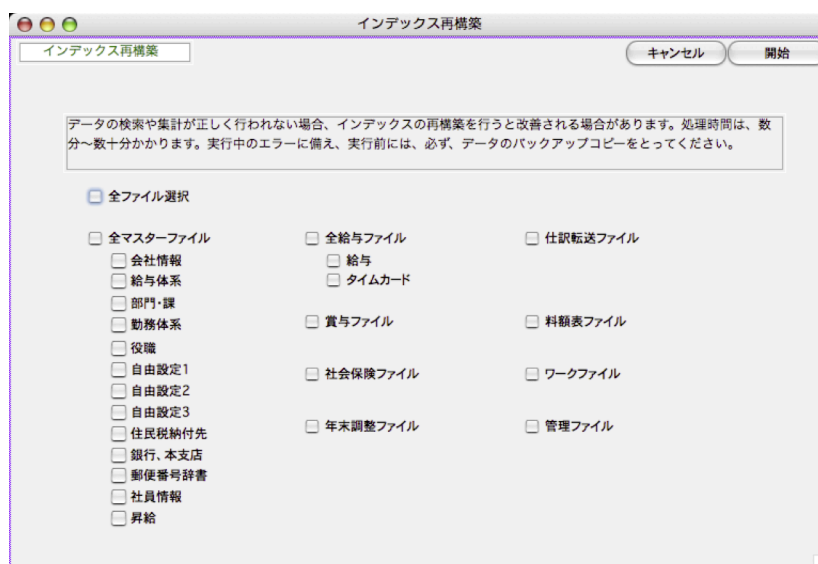 インデックス再構築
インデックス再構築
キャンセル
開始
データの検索や集計が正しく行われない場合、インデックスの再構築を行うと改善される場合があります。処理時間は、数
分～数十分かかります。実行中のエラーに備え、実行前には、必ず、データのバックアップコピーをとってください。
全ファイル選択
全マスターファイル
会社情報
給与体系
部門・課
勤務体系
役職
自由設定1
自由設定2
自由設定3
住民税納付先
銀行、本支店
郵便番号辞書
社員情報
昇給
全給与ファイル
給与
タイムカード
賞与ファイル
社会保険ファイル
年末調整ファイル
仕訳転送ファイル
料額表ファイル
ワークファイル
管理ファイル